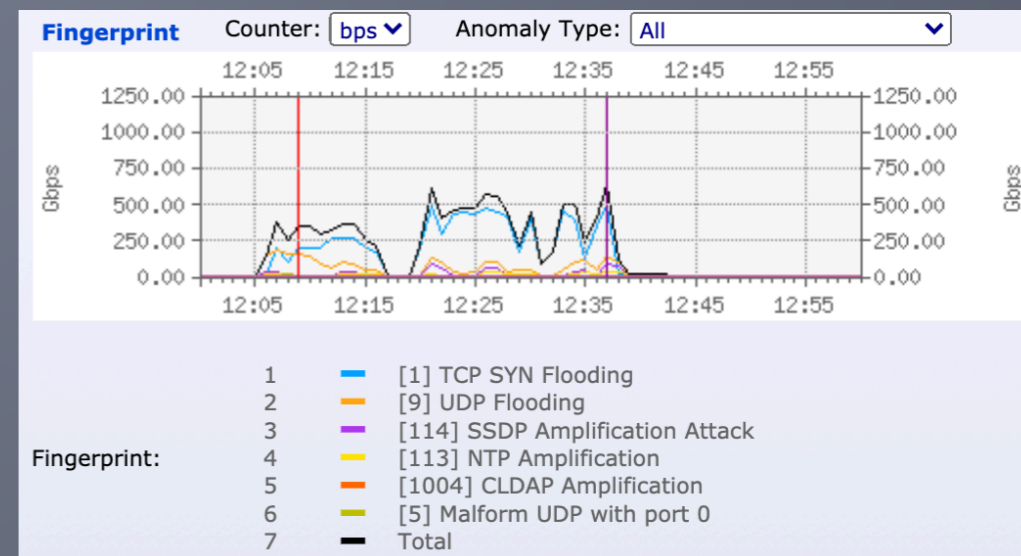 Fingerprint Counter: bps Anomaly Type: All
12:05 12:15 12:25 12:35 12:45 12:55
1250.00 1250.00
1000.00 1000.00
750.00 750.00
Gbps Gbps
500.00 500.00
250.00 250.00
0.00 0.00
12:05 12:15 12:25 12:35 12:45 12:55
1 [1] TCP SYN Flooding
2 [9] UDP Flooding
3 [114] SSDP Amplification Attack
Fingerprint: 4 [113] NTP Amplification
5 [1004] CLDAP Amplification
6 [5] Malform UDP with port 0
7 Total